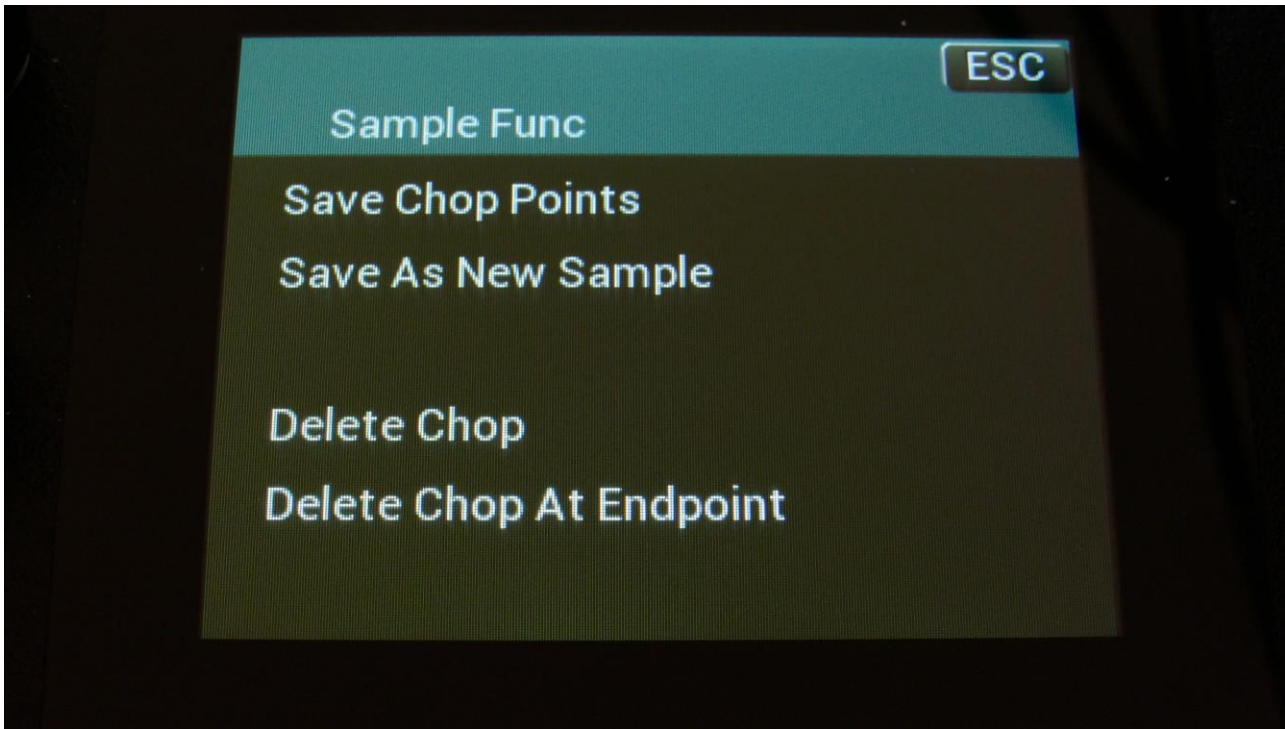 ESC
Sample Func
Save Chop Points
Save As New Sample
Delete Chop
Delete Chop At Endpoint